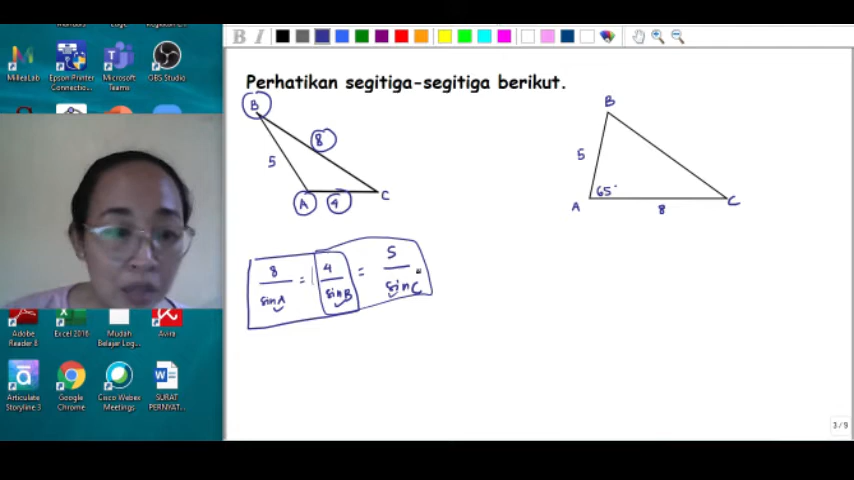 MilleaLab
Epson Printer
Connectio...
Microsoft
Teams
OBS Studio
B I
Perhatikan segitiga-segitiga berikut.
B
8
5
A
4
C
B
5
65°
A
8
C
8
sin A
=
4
sin B
=
5
sin C
Adobe
Reader 8
Excel 2016
Mudah
Belajar Log...
Avira
Articulate
Storyline 3
Google
Chrome
Cisco Webex
Meetings
SURAT
PERNYAT...
3 / 9